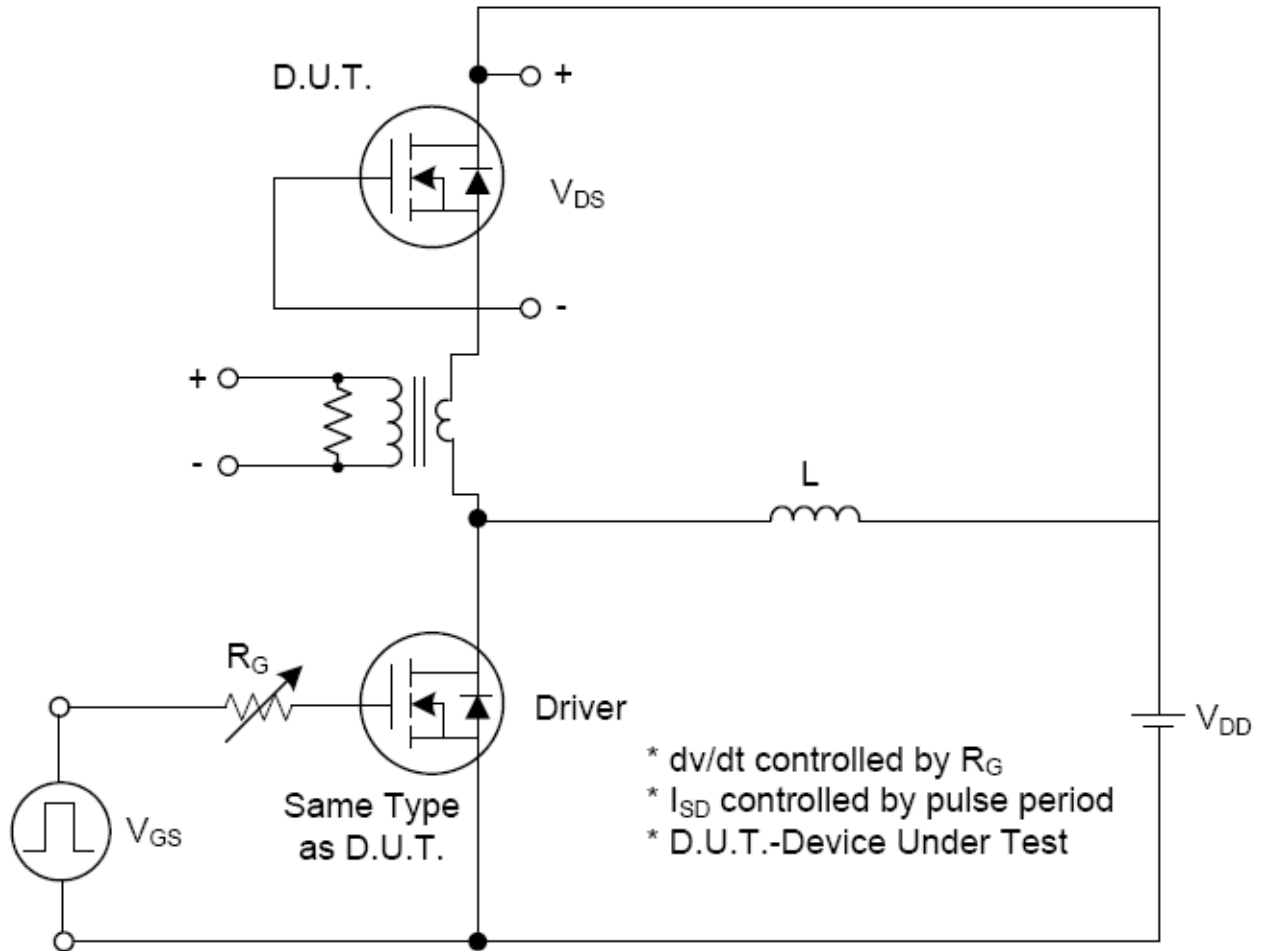 D.U.T.
+
VDS
-
+
-
L
RG
Driver
VDD
VGS
Same Type
as D.U.T.
* dv/dt controlled by RG
* ISD controlled by pulse period
* D.U.T.-Device Under Test